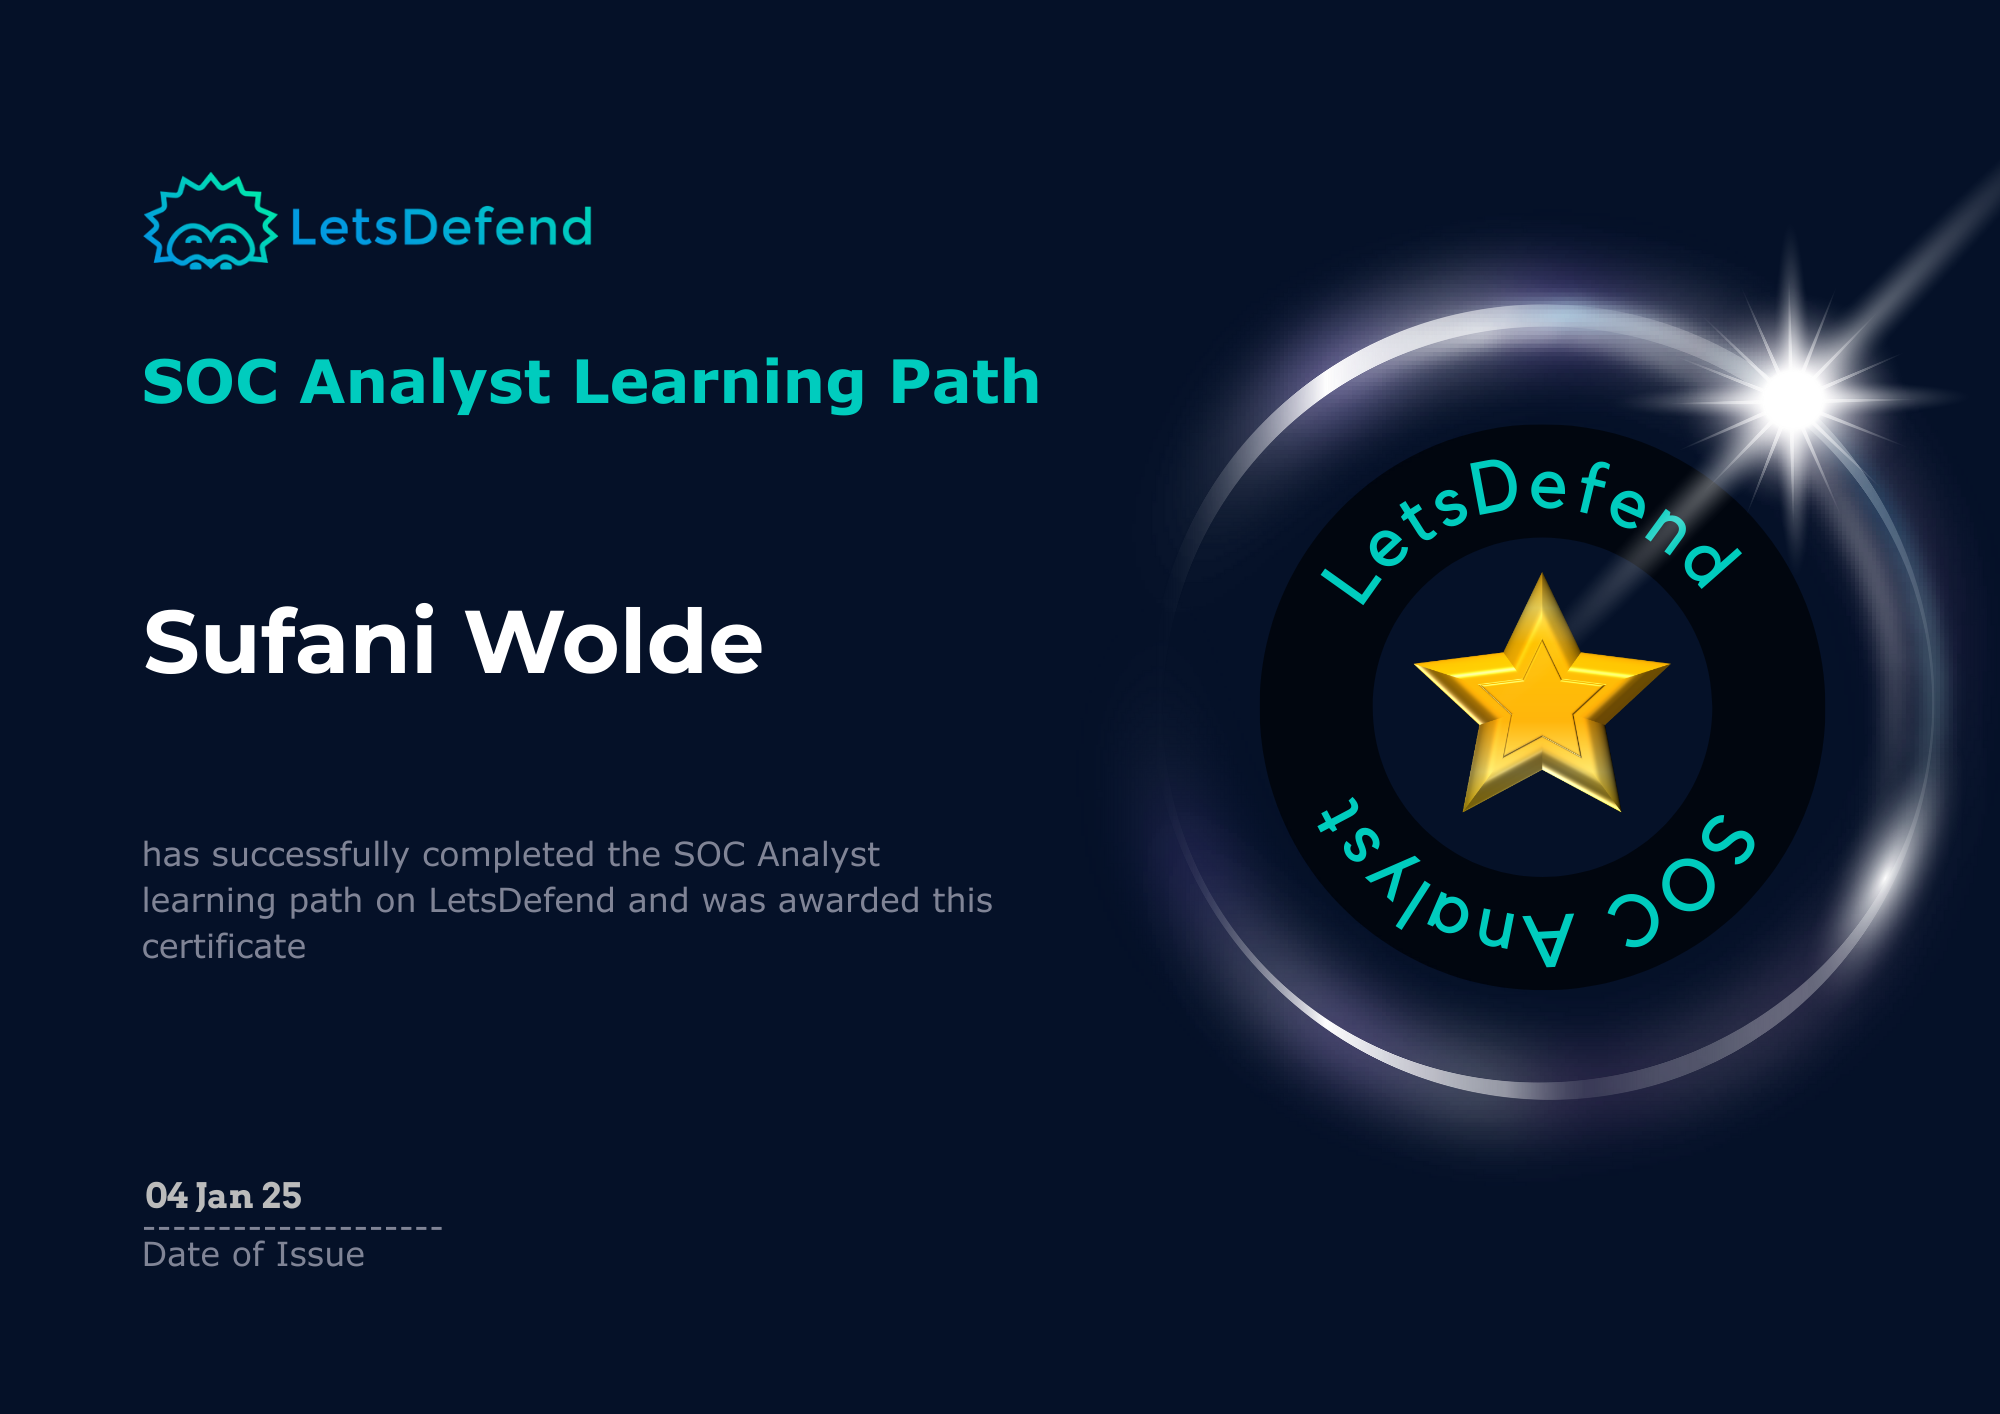 LetsDefend
SOC Analyst Learning Path
LetsDefend
Sufani Wolde
SOC Analyst
has successfully completed the SOC Analyst
learning path on LetsDefend and was awarded this
certificate
04 Jan 25
--------------------
Date of Issue